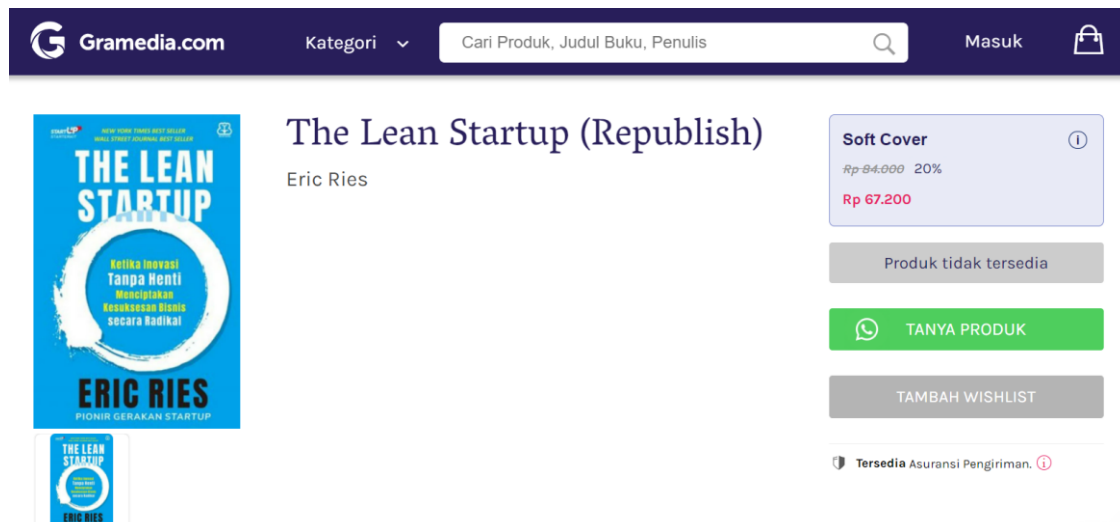 Gramedia.com
Kategori
Cari Produk, Judul Buku, Penulis
Masuk
NEW YORK TIMES BEST SELLER
WALL STREET JOURNAL BEST SELLER
THE LEAN
STARTUP
Ketika Inovasi
Tanpa Henti
Menciptakan
Kesuksesan Bisnis
secara Radikal
ERIC RIES
PIONIR GERAKAN STARTUP
THE LEAN
STARTUP
ERIC RIES
The Lean Startup (Republish)
Eric Ries
Soft Cover
Rp 84.000 20%
Rp 67.200
Produk tidak tersedia
TANYA PRODUK
TAMBAH WISHLIST
Tersedia Asuransi Pengiriman.